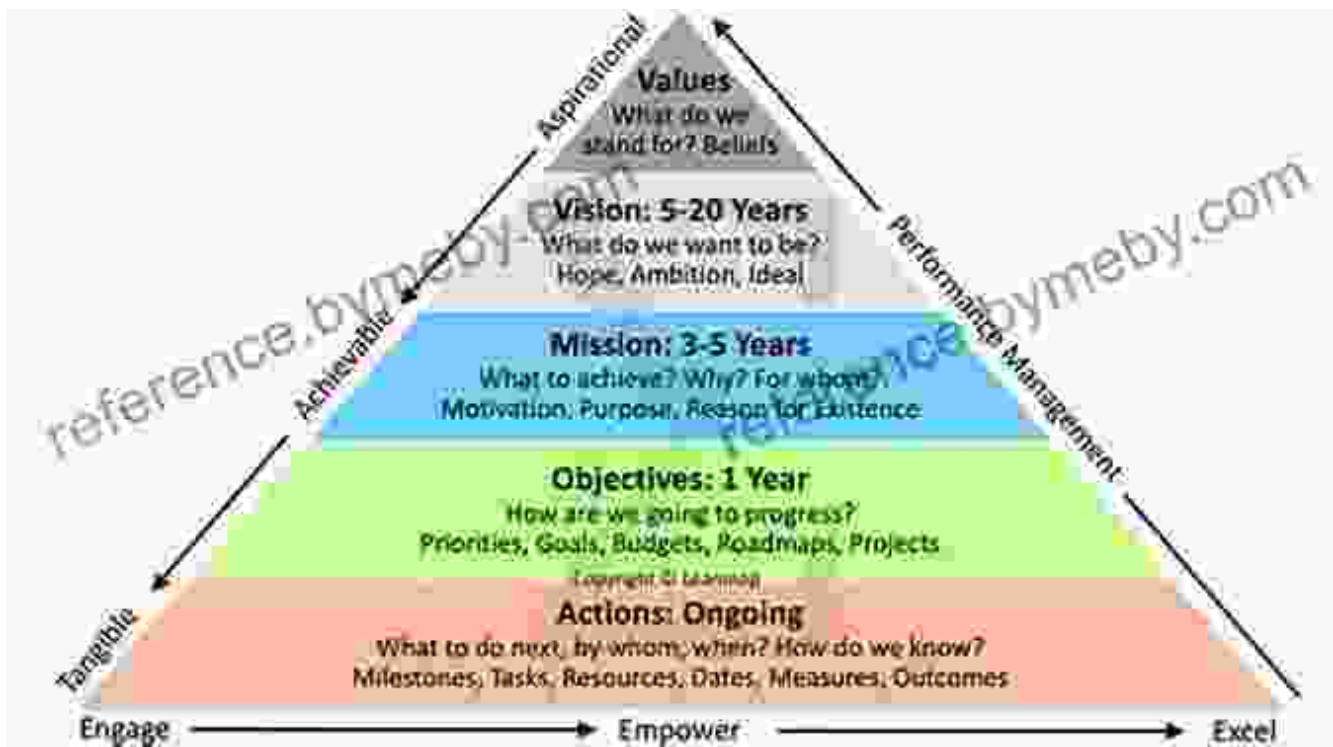 Values
What do we
stand for? Beliefs
Vision: 5-20 Years
What do we want to be?
Hope, Ambition, Ideal
Mission: 3-5 Years
What to achieve? Why? For whom?
Motivation, Purpose, Reason for Existence
Objectives: 1 Year
How are we going to progress?
Priorities, Goals, Budgets, Roadmaps, Projects
Copyright ©
Actions: Ongoing
What to do next, by whom, when? How do we know?
Milestones, Tasks, Resources, Dates, Measures, Outcomes
Aspirational
Achievable
Tangible
Performance Management
Engage
Empower
Excel
reference.bymeby.com
reference.bymeby.com